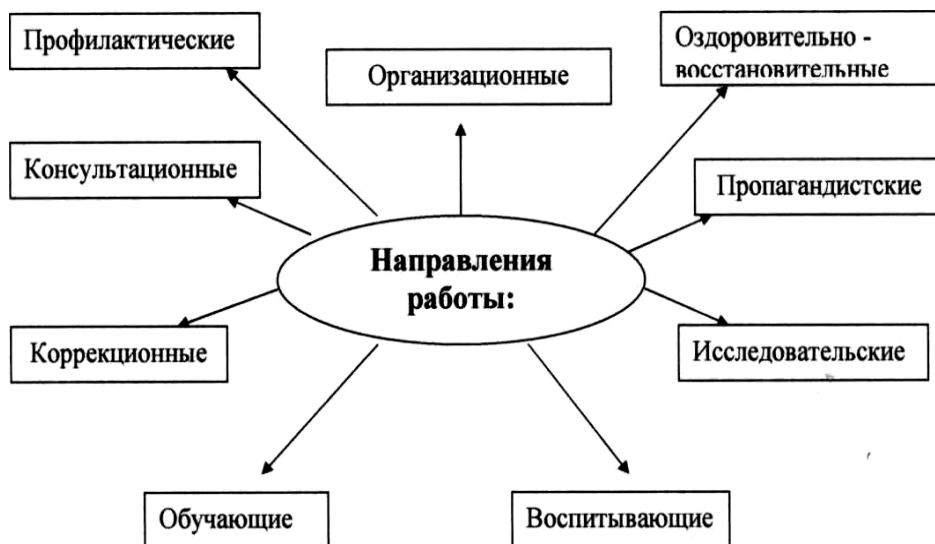 Профилактические
Организационные
Оздоровительно -
восстановительные
Консультационные
Пропагандистские
Направления
работы:
Коррекционные
Исследовательские
Обучающие
Воспитывающие